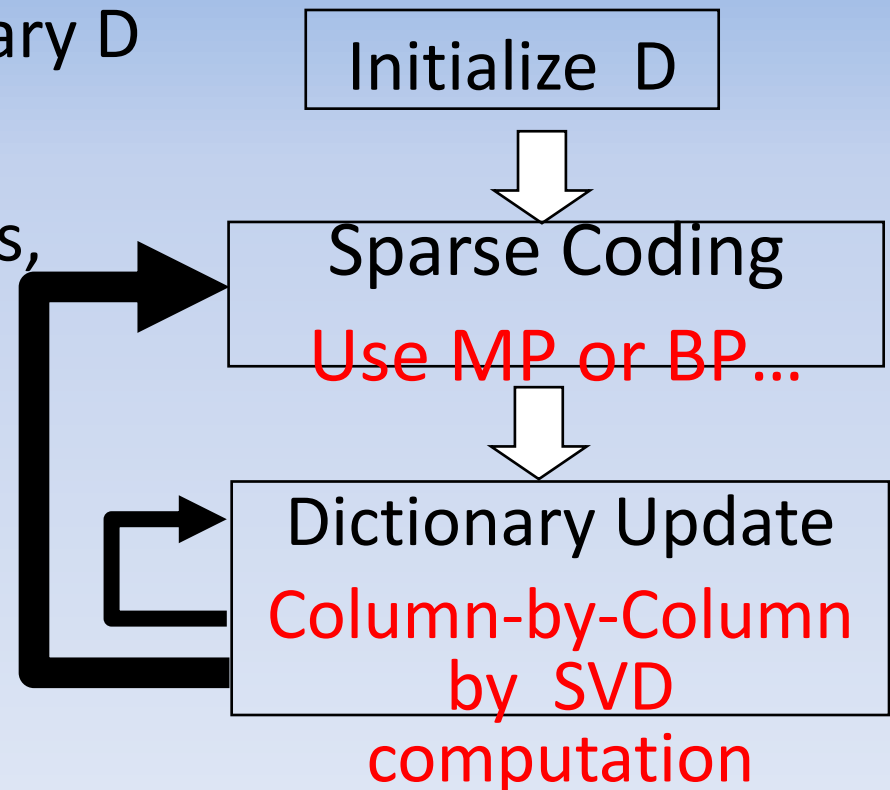 ary D
Initialize D
s,
Sparse Coding
Use MP or BP…
Dictionary Update
Column-by-Column
by SVD
computation